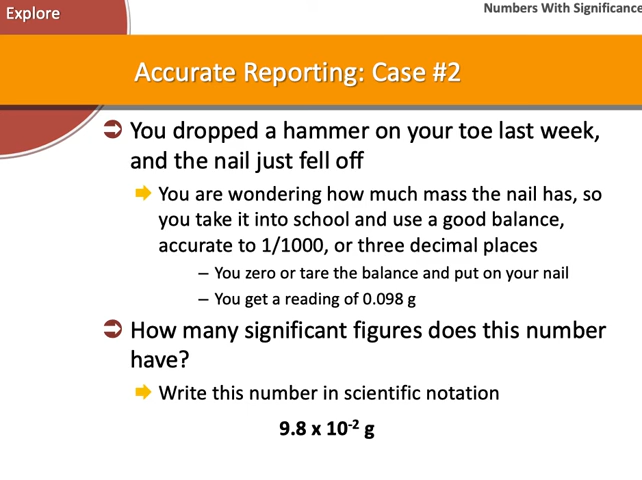 Explore
Numbers With Significance
Accurate Reporting: Case #2
You dropped a hammer on your toe last week,
and the nail just fell off
You are wondering how much mass the nail has, so
you take it into school and use a good balance,
accurate to 1/1000, or three decimal places
– You zero or tare the balance and put on your nail
– You get a reading of 0.098 g
How many significant figures does this number
have?
Write this number in scientific notation
9.8 x 10⁻² g